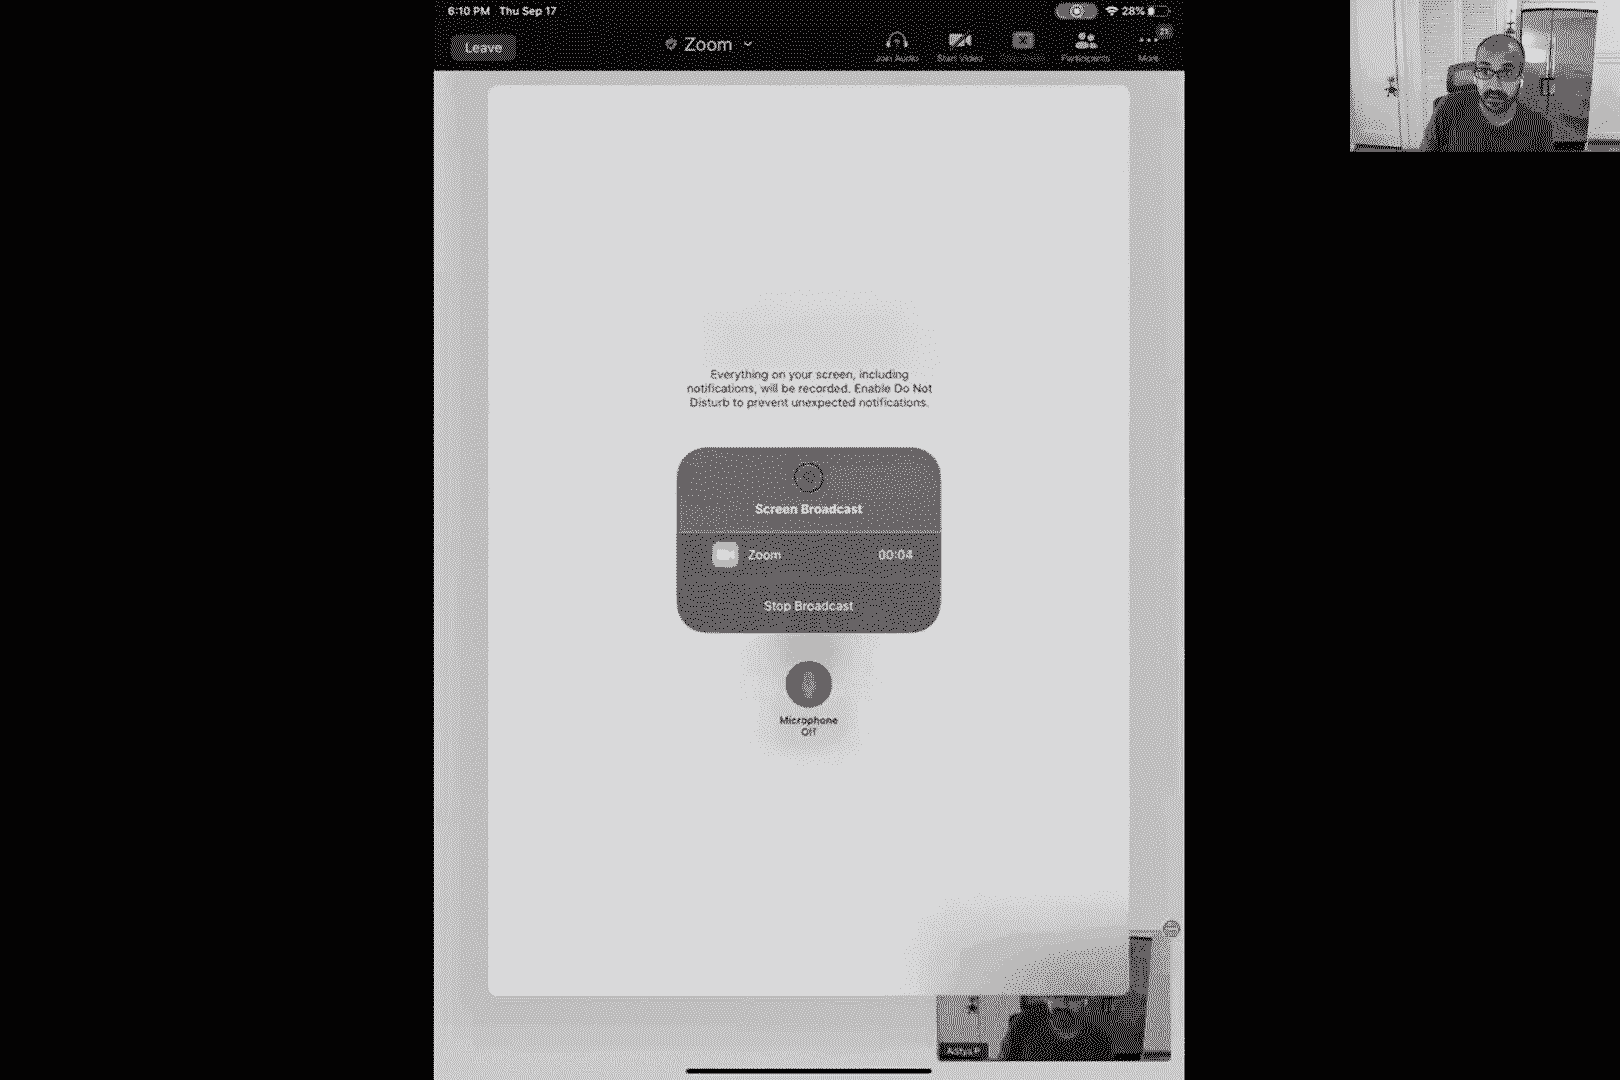 6:10 PM Thu Sep 17
28%
Leave
Zoom
Join Audio
Start Video
Participants
More
Everything on your screen, including
notifications, will be recorded. Enable Do Not
Disturb to prevent unexpected notifications.
Screen Broadcast
Zoom 00:04
Stop Broadcast
Microphone
Off